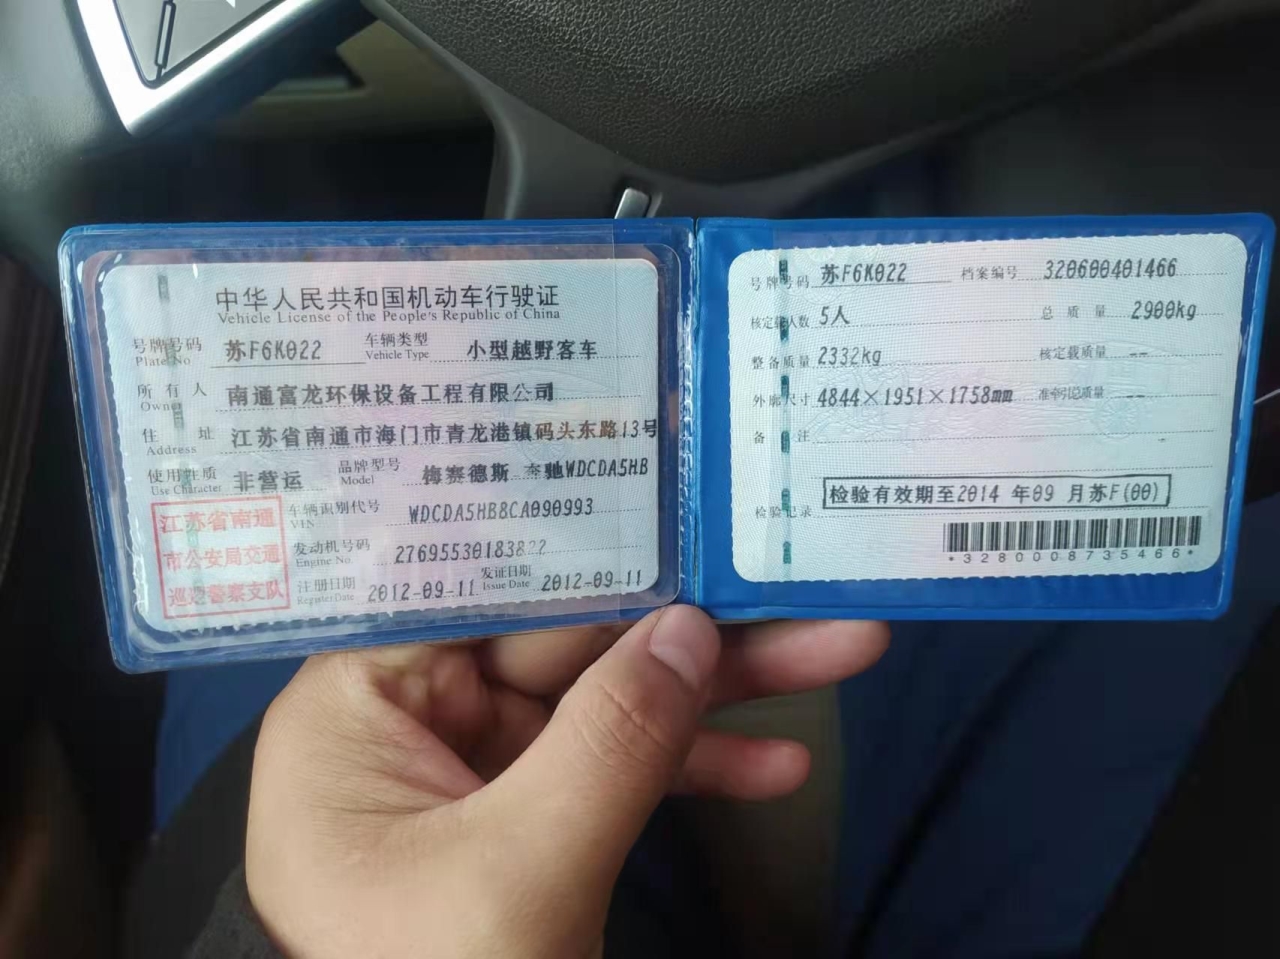 中华人民共和国机动车行驶证
Vehicle License of the People's Republic of China
号牌号码 苏F6K022 车辆类型 小型越野客车
Plate No Vehicle Type
所有人 南通富龙环保设备工程有限公司
Owner
住址 江苏省南通市海门市青龙港镇码头东路13号
Address
使用性质 非营运 品牌型号 梅赛德斯 奔驰WDCDA5HB
Use Character Model
江苏省南通
市公安局交通
巡逻警察支队
车辆识别代号 WDCDA5HB8CA090993
VIN
发动机号码 27695530183822
Engine No.
注册日期 2012-09-11 发证日期 2012-09-11
Register Date Issue Date
号牌号码 苏F6K022 档案编号 320600401466
核定载人数 5人 总质量 2900kg
整备质量 2332kg 核定载质量 --
外廓尺寸 4844×1951×1758mm 准牵引总质量 --
备注
检验记录 检验有效期至2014 年09 月苏F(00)
*3280008735466*